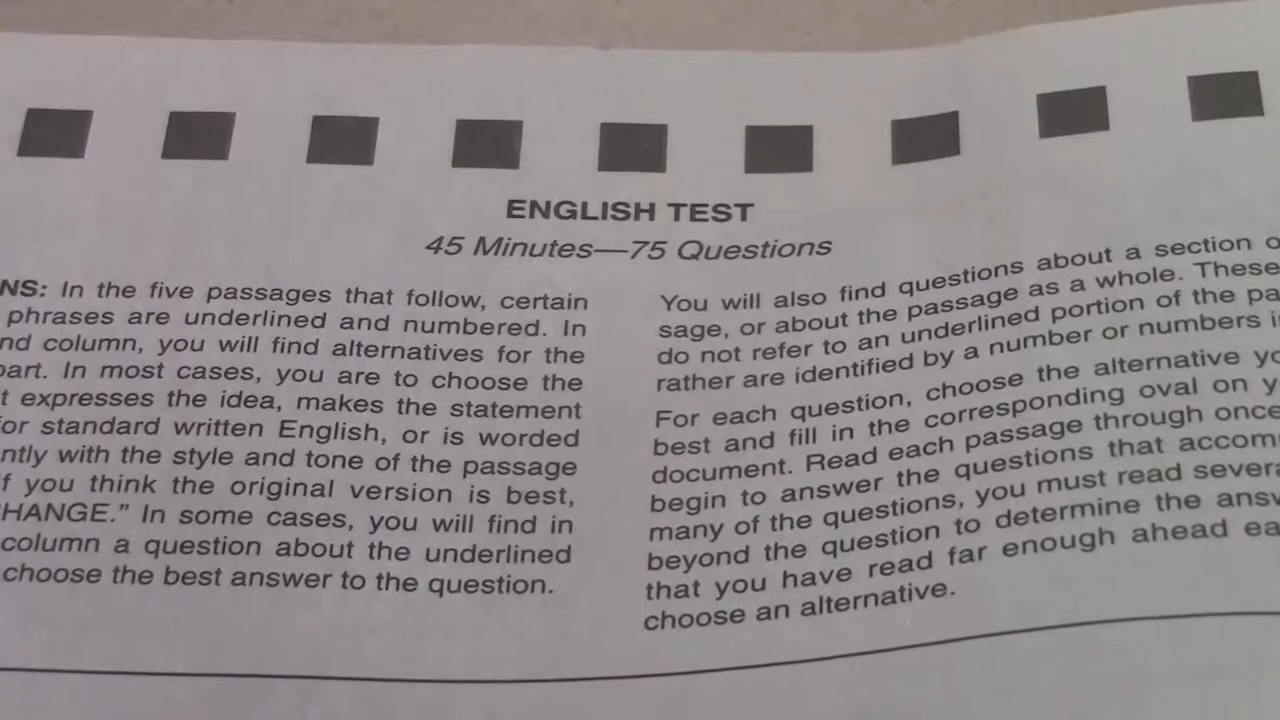 ENGLISH TEST
45 Minutes—75 Questions
NS: In the five passages that follow, certain
phrases are underlined and numbered. In
nd column, you will find alternatives for the
part. In most cases, you are to choose the
t expresses the idea, makes the statement
for standard written English, or is worded
ntly with the style and tone of the passage
f you think the original version is best,
HANGE.” In some cases, you will find in
column a question about the underlined
choose the best answer to the question.
You will also find questions about a section o
sage, or about the passage as a whole. These
do not refer to an underlined portion of the pa
rather are identified by a number or numbers i
For each question, choose the alternative yo
best and fill in the corresponding oval on y
document. Read each passage through once
begin to answer the questions that accom
many of the questions, you must read severa
beyond the question to determine the answ
that you have read far enough ahead ea
choose an alternative.